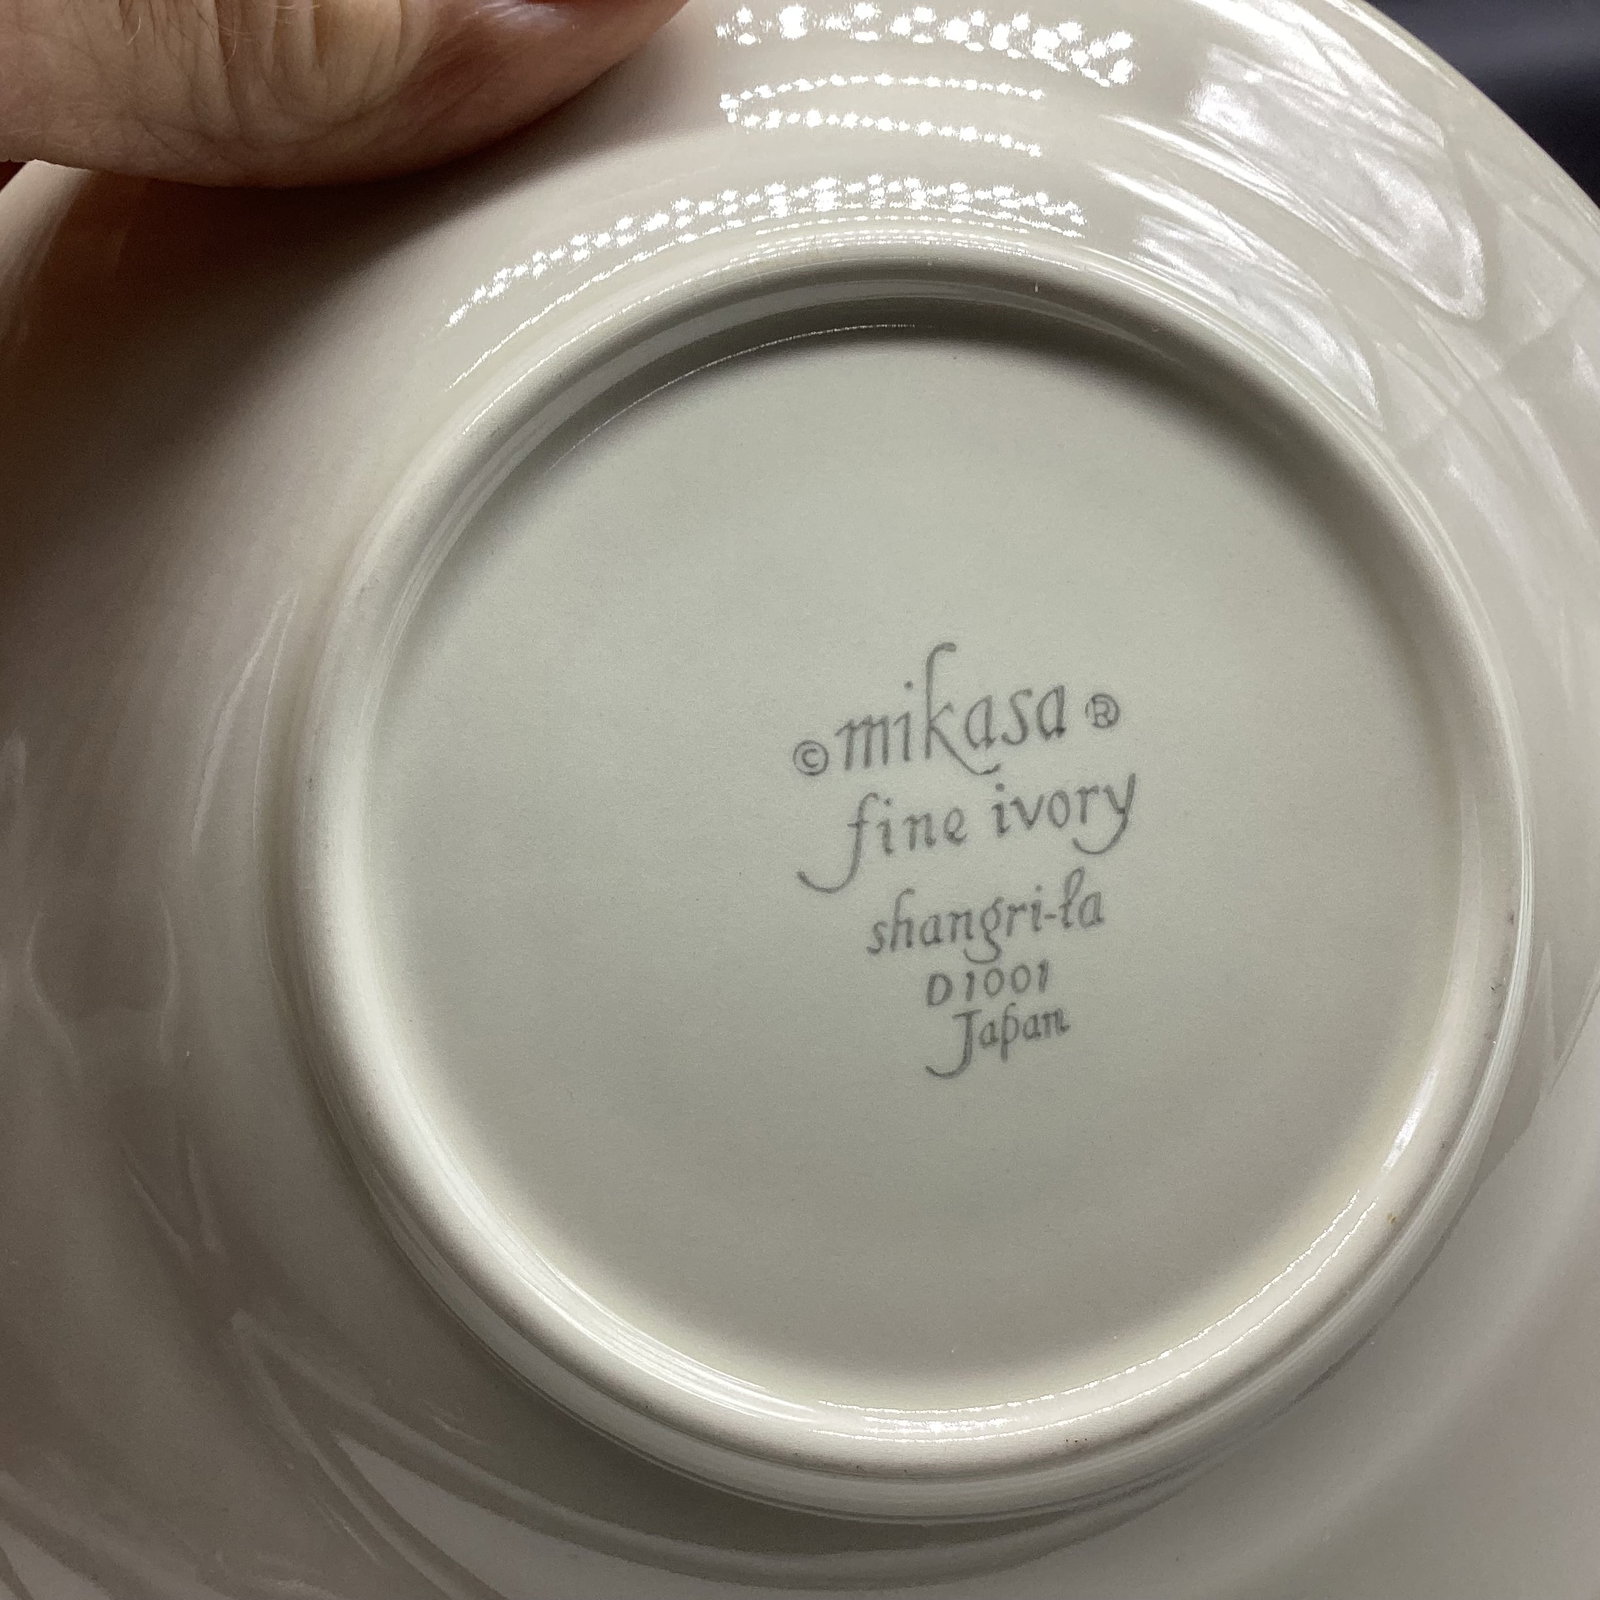 © mikasa ®
fine ivory
shangri-la
D1001
Japan